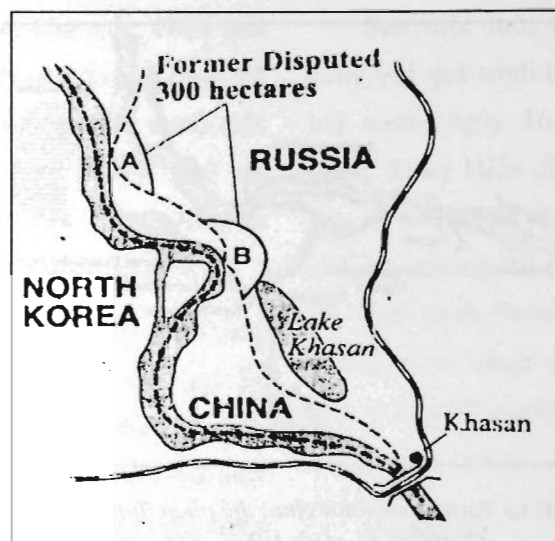 Former Disputed
300 hectares
A
RUSSIA
B
NORTH
KOREA
Lake
Khasan
CHINA
Khasan